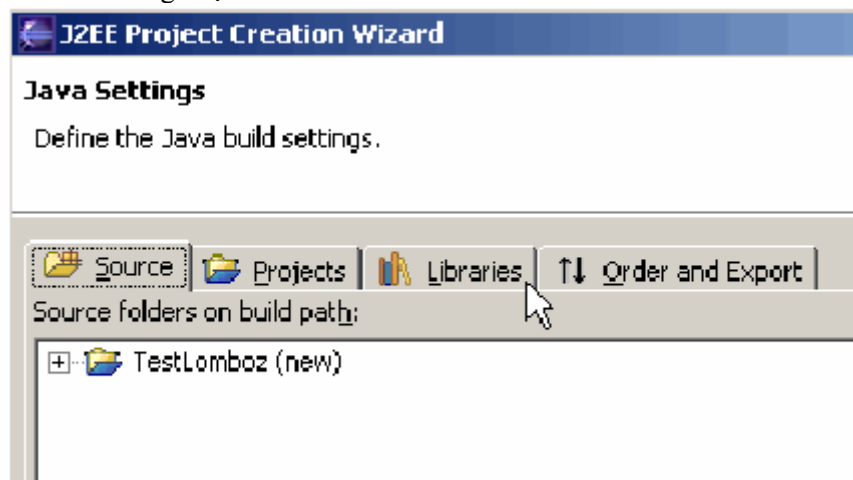 J2EE Project Creation Wizard
Java Settings
Define the Java build settings.
Source Projects Libraries Order and Export
Source folders on build path:
TestLomboz (new)